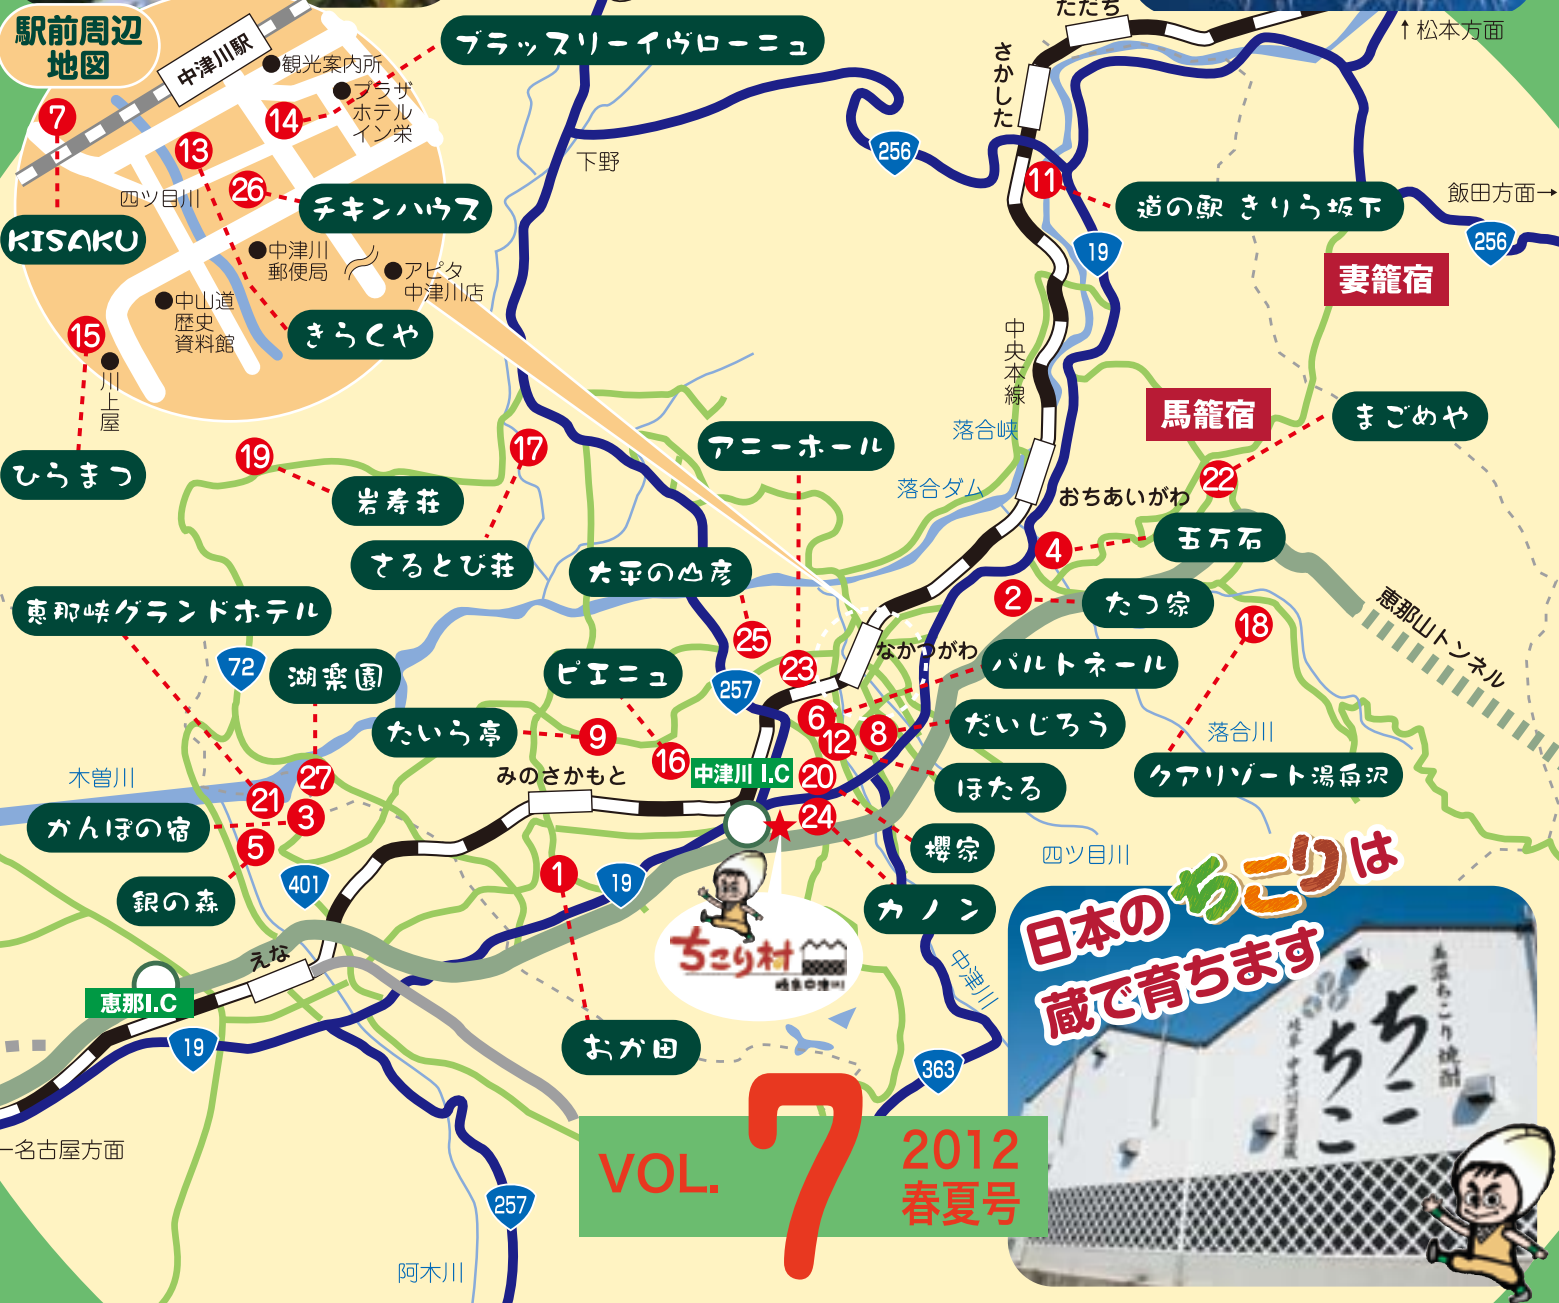 駅前周辺
地図
中津川駅
観光案内所
プラザ
ホテル
イン栄
ブラッスリーイヴローニュ
7
14
13
26
四ツ目川
KISAKU
チキンハウス
中津川
郵便局
アピタ
中津川店
中山道
歴史
資料館
きらくや
15
川上屋
ひらまつ
ただち
さかした
↑松本方面
下野
256
11
道の駅 きりら坂下
飯田方面→
256
19
妻籠宿
中央本線
馬籠宿
まごめや
落合峡
落合ダム
おちあいがわ
22
19
17
岩寿荘
さるとび荘
アニーホール
五万石
4
大平の山彦
2
たつ家
恵那山トンネル
恵那峡グランドホテル
72
湖楽園
ピエニュ
25
23
なかつがわ
パルトネール
18
257
たいら亭
9
16
6
12
8
だいじろう
落合川
クアリゾート湯舟沢
みのさかもと
中津川 I.C
20
ほたる
木曽川
27
21
3
24
かんぽの宿
5
櫻家
四ツ目川
401
1
19
カノン
銀の森
えな
ちこり村
岐阜中津川
中津川
恵那I.C
19
おか田
363
日本のちこりは
蔵で育ちます
ちこ
ちこ
←名古屋方面
257
阿木川
VOL.
7
2012
春夏号